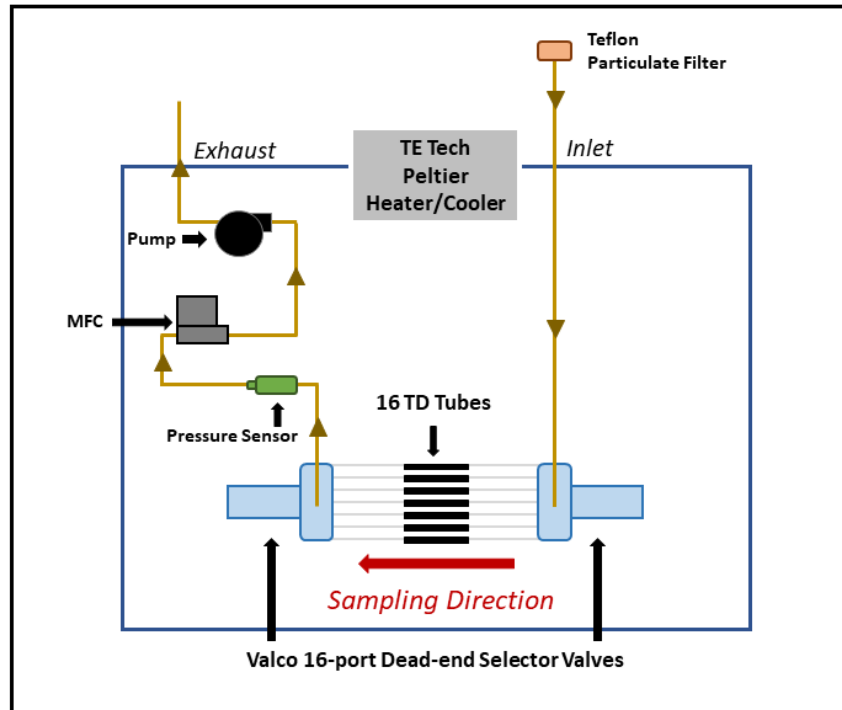 Teflon
Particulate Filter
Exhaust
TE Tech
Peltier
Heater/Cooler
Inlet
Pump
MFC
16 TD Tubes
Pressure Sensor
Sampling Direction
Valco 16-port Dead-end Selector Valves